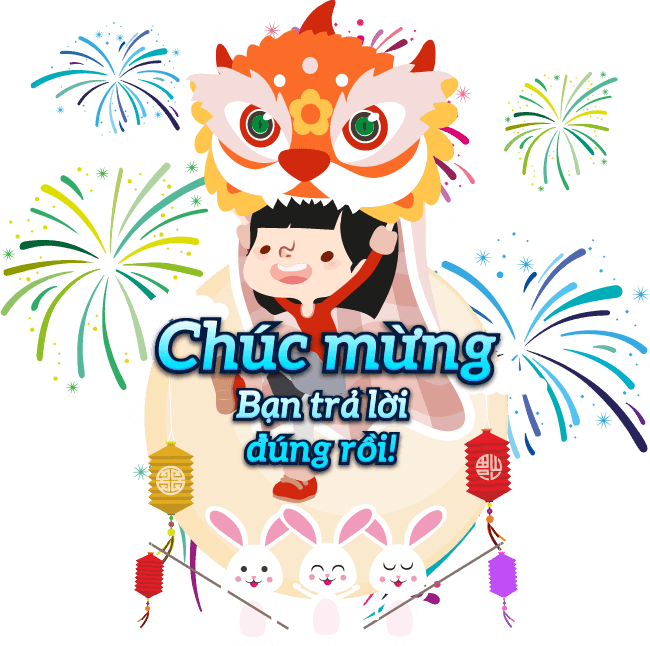 Chúc mừng
Bạn trả lời
đúng rồi!